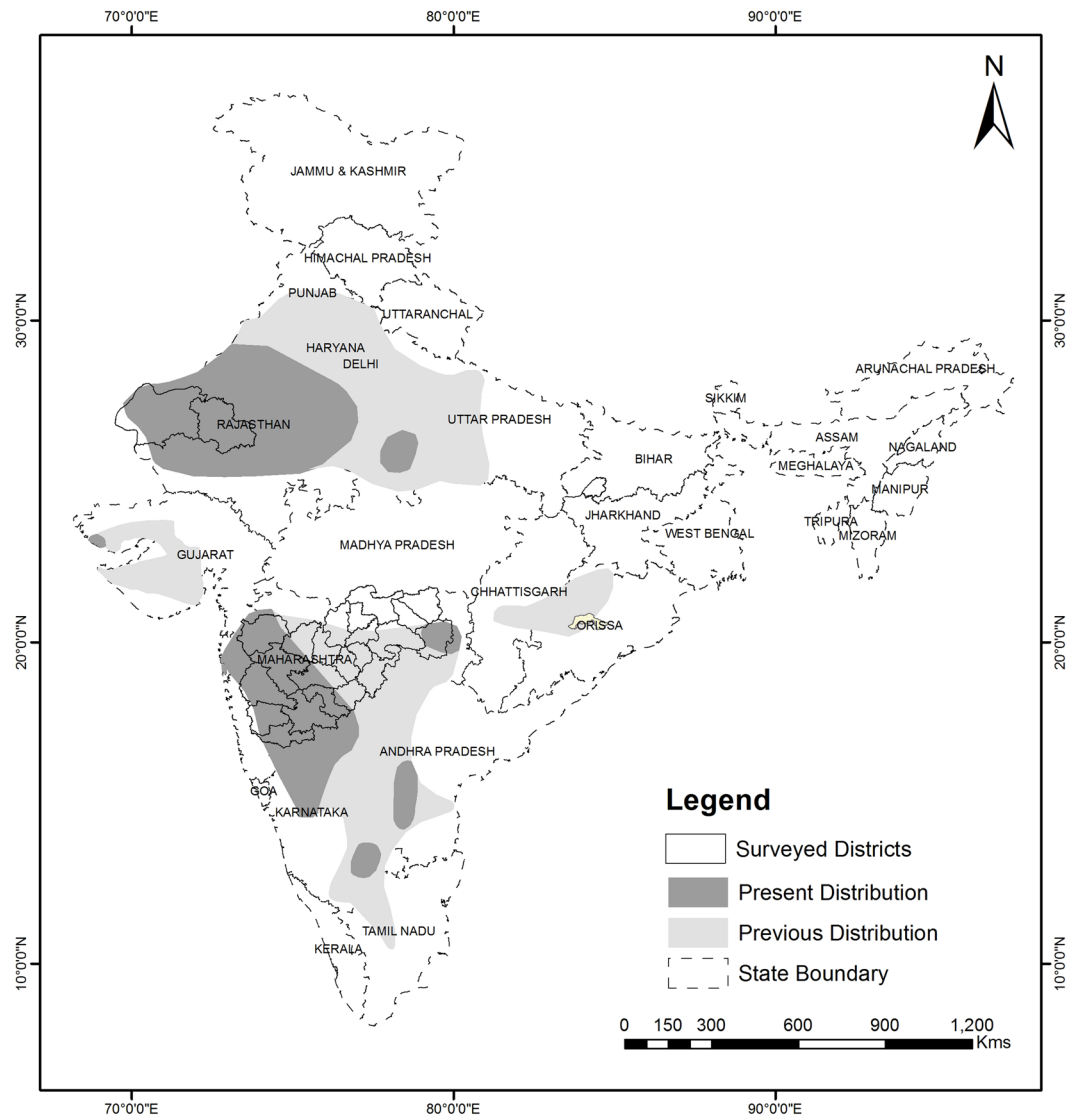 70°0'0"E
80°0'0"E
90°0'0"E
N
JAMMU & KASHMIR
HIMACHAL PRADESH
PUNJAB
UTTARANCHAL
30°0'0"N
30°0'0"N
HARYANA
DELHI
ARUNACHAL PRADESH
SIKKIM
RAJASTHAN
UTTAR PRADESH
ASSAM
NAGALAND
BIHAR
MEGHALAYA
MANIPUR
JHARKHAND
TRIPURA
WEST BENGAL
MIZORAM
MADHYA PRADESH
GUJARAT
CHHATTISGARH
ORISSA
20°0'0"N
20°0'0"N
MAHARASHTRA
ANDHRA PRADESH
GOA
KARNATAKA
TAMIL NADU
KERALA
10°0'0"N
10°0'0"N
Legend
Surveyed Districts
Present Distribution
Previous Distribution
State Boundary
0 150 300 600 900 1,200
Kms
70°0'0"E
80°0'0"E
90°0'0"E